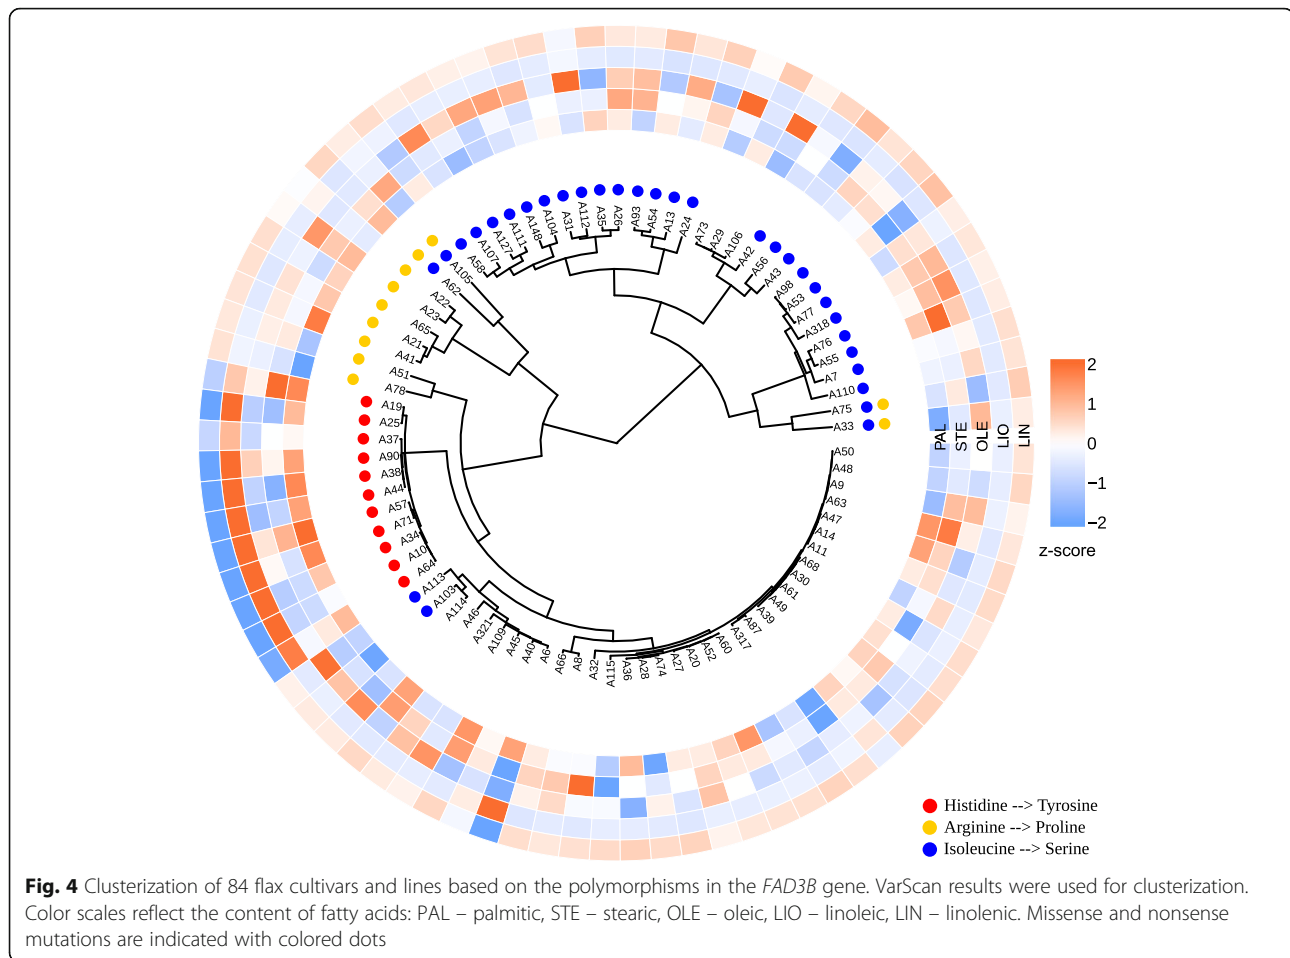 A105
A58
A107
A127
A111
A148
A104
A31
A112
A35
A26
A93
A54
A13
A24
A73
A29
A106
A42
A56
A43
A98
A53
A77
A318
A76
A55
A7
A110
A75
A33
A62
A22
A23
A65
A21
A41
A51
A78
A19
A25
A37
A90
A38
A44
A57
A71
A34
A10
A64
A113
A103
A114
A46
A321
A109
A45
A40
A6
A66
A8
A32
A115
A36
A28
A74
A27
A20
A52
A60
A317
A87
A39
A49
A61
A30
A68
A11
A14
A47
A63
A9
A48
A50
PAL
STE
OLE
LIO
LIN
2
1
0
−1
−2
z-score
Histidine --> Tyrosine
Arginine --> Proline
Isoleucine --> Serine
Fig. 4 Clusterization of 84 flax cultivars and lines based on the polymorphisms in the FAD3B gene. VarScan results were used for clusterization.
Color scales reflect the content of fatty acids: PAL – palmitic, STE – stearic, OLE – oleic, LIO – linoleic, LIN – linolenic. Missense and nonsense
mutations are indicated with colored dots